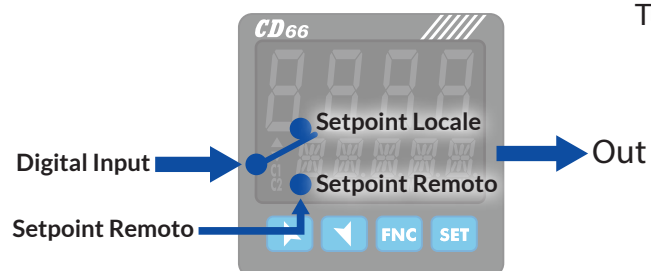 T
CD66
Setpoint Locale
Digital Input
Out
Setpoint Remoto
Setpoint Remoto
FNC
SET